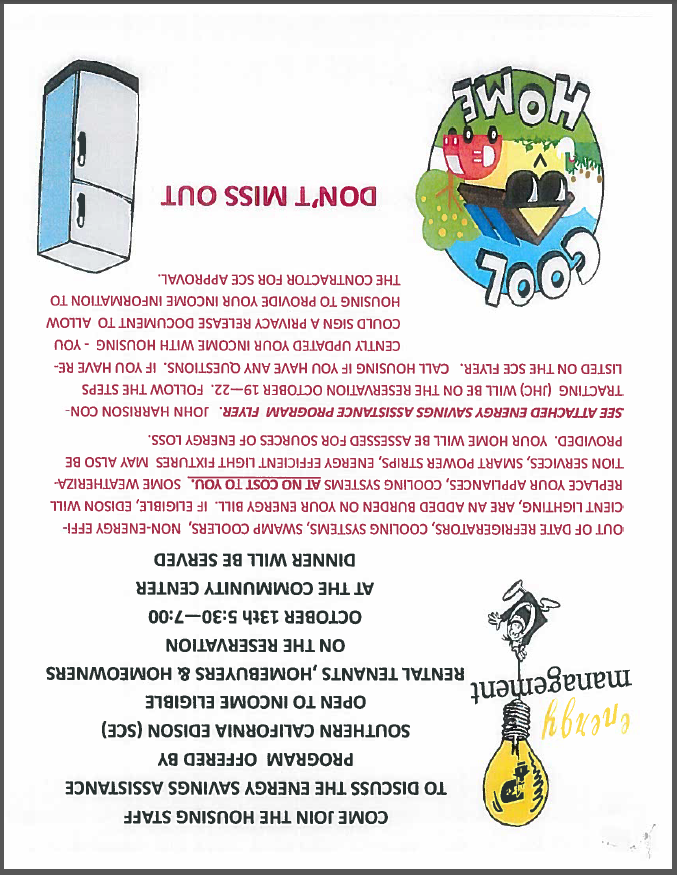 energy
management
COME JOIN THE HOUSING STAFF
TO DISCUSS THE ENERGY SAVINGS ASSISTANCE
PROGRAM OFFERED BY
SOUTHERN CALIFORNIA EDISON (SCE)
OPEN TO INCOME ELIGIBLE
RENTAL TENANTS ,HOMEBUYERS & HOMEOWNERS
ON THE RESERVATION
OCTOBER 13th 5:30—7:00
AT THE COMMUNITY CENTER
DINNER WILL BE SERVED
OUT OF DATE REFRIGERATORS, COOLING SYSTEMS, SWAMP COOLERS, NON-ENERGY EFFI-
CIENT LIGHTING, ARE AN ADDED BURDEN ON YOUR ENERGY BILL. IF ELIGIBLE, EDISON WILL
REPLACE YOUR APPLIANCES, COOLING SYSTEMS AT NO COST TO YOU. SOME WEATHERIZA-
TION SERVICES, SMART POWER STRIPS, ENERGY EFFICIENT LIGHT FIXTURES MAY ALSO BE
PROVIDED. YOUR HOME WILL BE ASSESSED FOR SOURCES OF ENERGY LOSS.
SEE ATTACHED ENERGY SAVINGS ASSISTANCE PROGRAM FLYER. JOHN HARRISON CON-
TRACTING (JHC) WILL BE ON THE RESERVATION OCTOBER 19—22. FOLLOW THE STEPS
LISTED ON THE SCE FLYER. CALL HOUSING IF YOU HAVE ANY QUESTIONS. IF YOU HAVE RE-
CENTLY UPDATED YOUR INCOME WITH HOUSING - YOU
COULD SIGN A PRIVACY RELEASE DOCUMENT TO ALLOW
HOUSING TO PROVIDE YOUR INCOME INFORMATION TO
THE CONTRACTOR FOR SCE APPROVAL.
COOL
HOME
DON'T MISS OUT